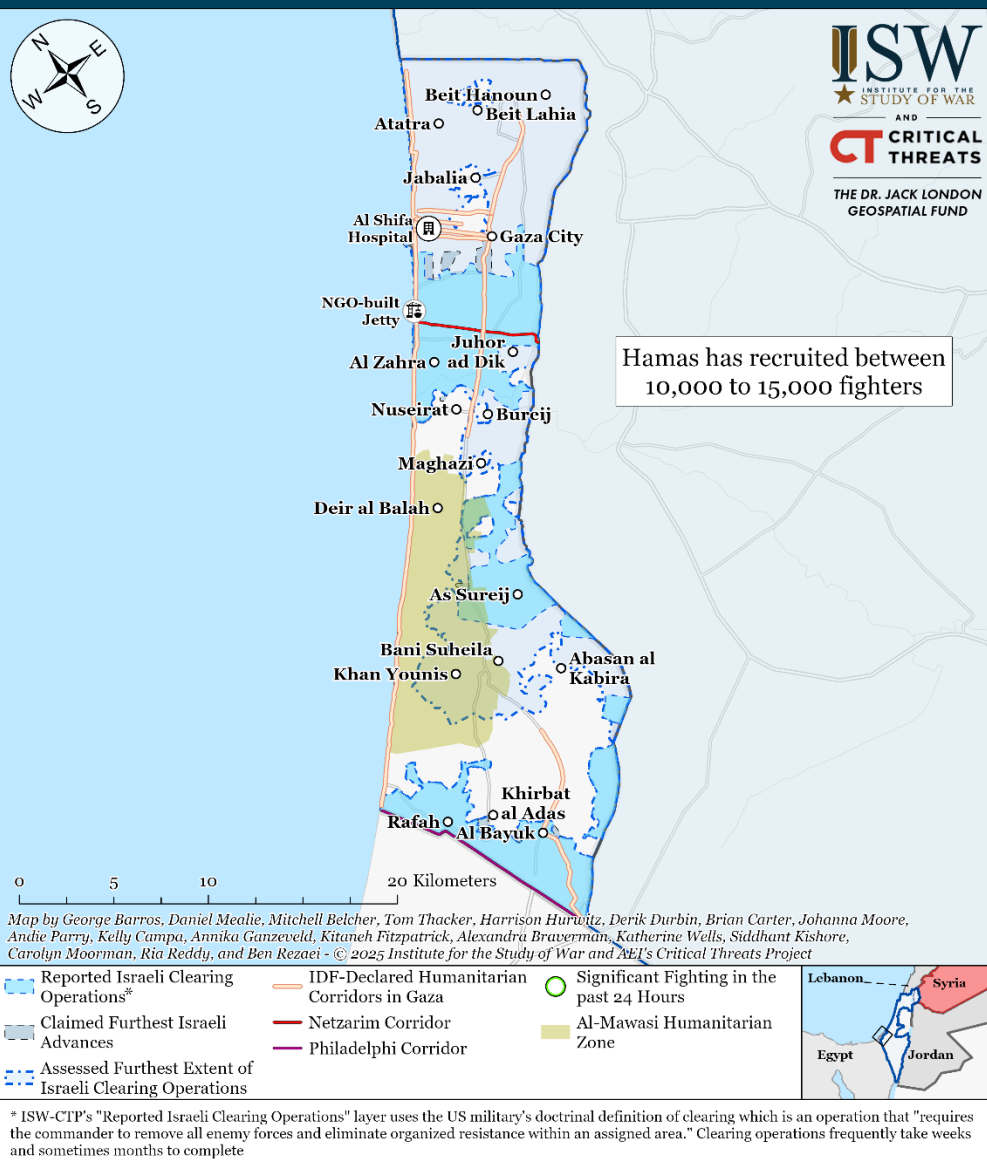 N
E
W
S
ISW
INSTITUTE FOR THE
STUDY OF WAR
AND
CT CRITICAL
THREATS
THE DR. JACK LONDON
GEOSPATIAL FUND
Beit Hanoun
Beit Lahia
Atatra
Jabalia
Al Shifa
Hospital
Gaza City
NGO-built
Jetty
Juhor
ad Dik
Al Zahra
Hamas has recruited between
10,000 to 15,000 fighters
Nuseirat
Bureij
Maghazi
Deir al Balah
As Sureij
Bani Suheila
Abasan al
Kabira
Khan Younis
Khirbat
al Adas
Rafah
Al Bayuk
0 5 10 20 Kilometers
Map by George Barros, Daniel Mealie, Mitchell Belcher, Tom Thacker, Harrison Hurwitz, Derik Durbin, Brian Carter, Johanna Moore,
Andie Parry, Kelly Campa, Annika Ganzeveld, Kitaneh Fitzpatrick, Alexandra Braverman, Katherine Wells, Siddhant Kishore,
Carolyn Moorman, Ria Reddy, and Ben Rezaei - © 2025 Institute for the Study of War and AEI's Critical Threats Project
Reported Israeli Clearing
Operations*
Claimed Furthest Israeli
Advances
Assessed Furthest Extent of
Israeli Clearing Operations
IDF-Declared Humanitarian
Corridors in Gaza
Netzarim Corridor
Philadelphi Corridor
Significant Fighting in the
past 24 Hours
Al-Mawasi Humanitarian
Zone
Lebanon
Syria
Egypt
Jordan
* ISW-CTP's "Reported Israeli Clearing Operations" layer uses the US military's doctrinal definition of clearing which is an operation that "requires
the commander to remove all enemy forces and eliminate organized resistance within an assigned area." Clearing operations frequently take weeks
and sometimes months to complete